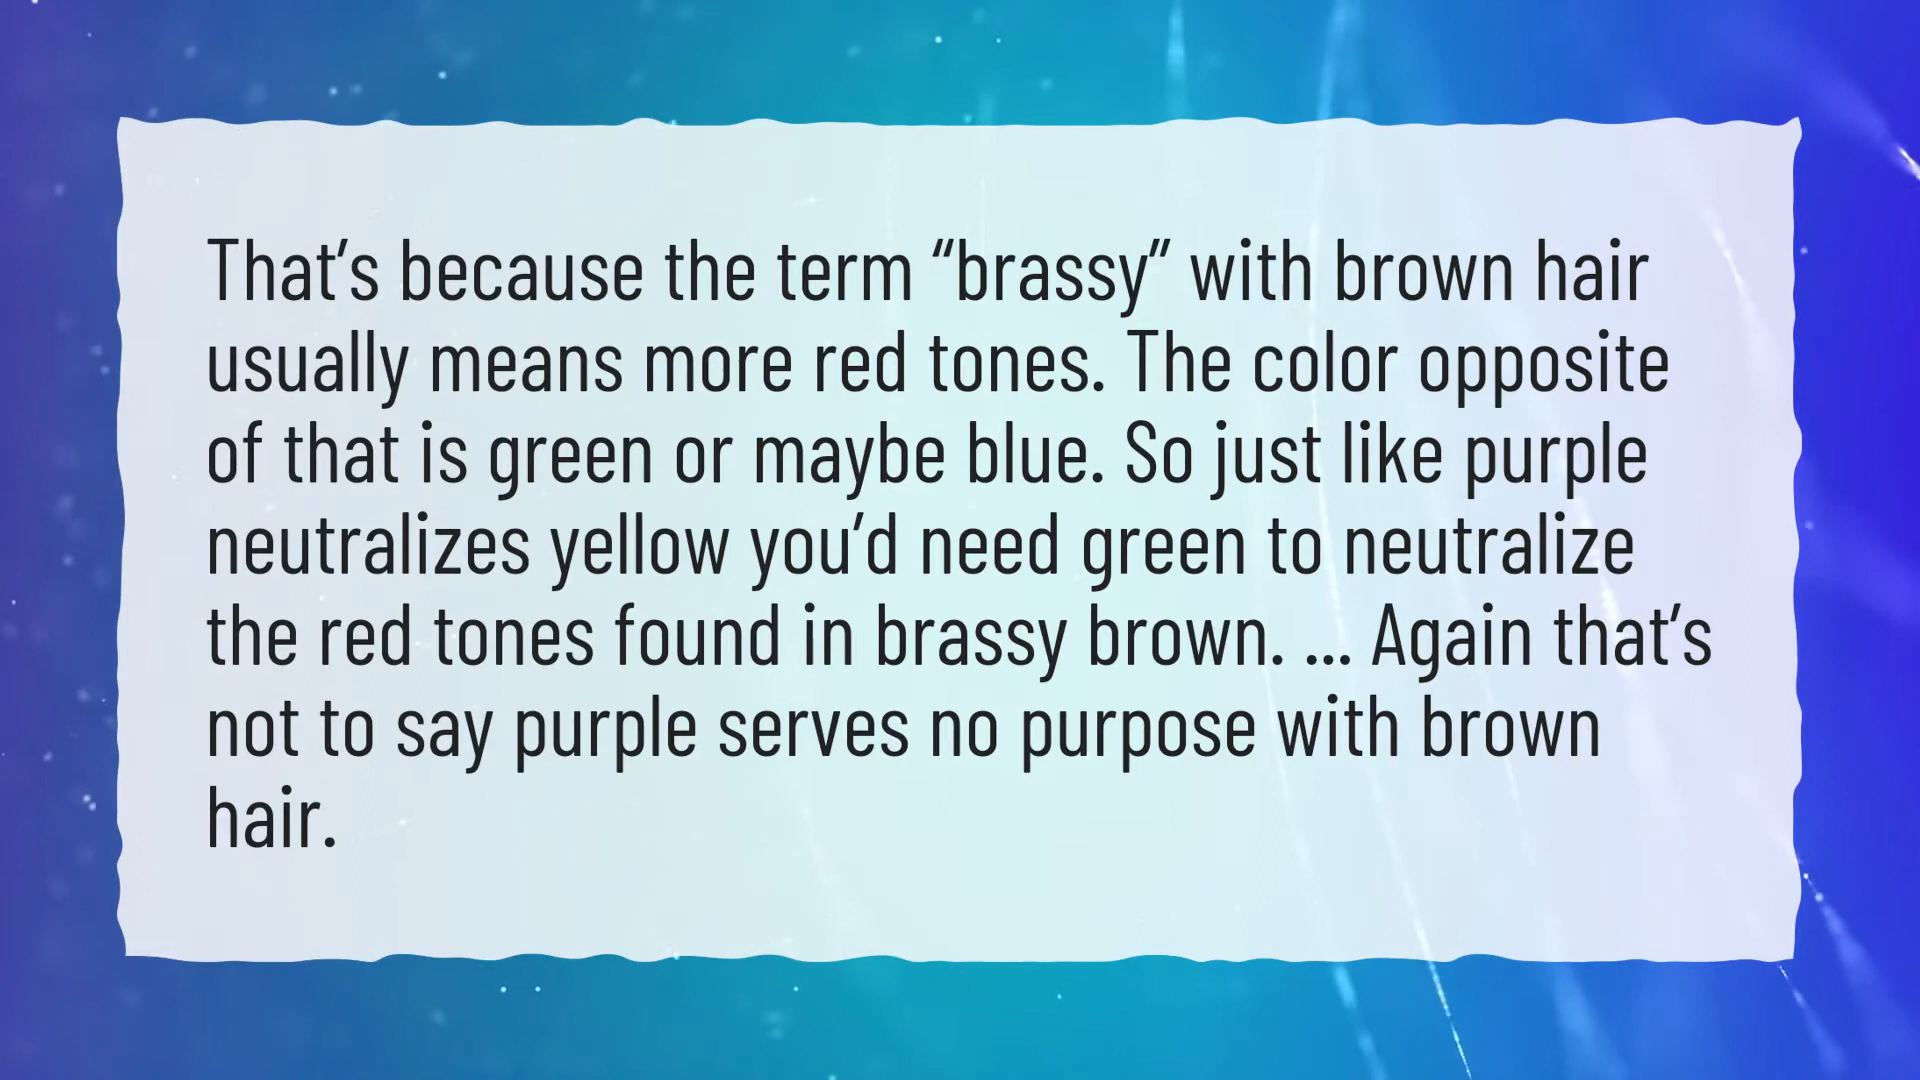 That’s because the term “brassy” with brown hair
usually means more red tones. The color opposite
of that is green or maybe blue. So just like purple
neutralizes yellow you’d need green to neutralize
the red tones found in brassy brown. ... Again that’s
not to say purple serves no purpose with brown
hair.